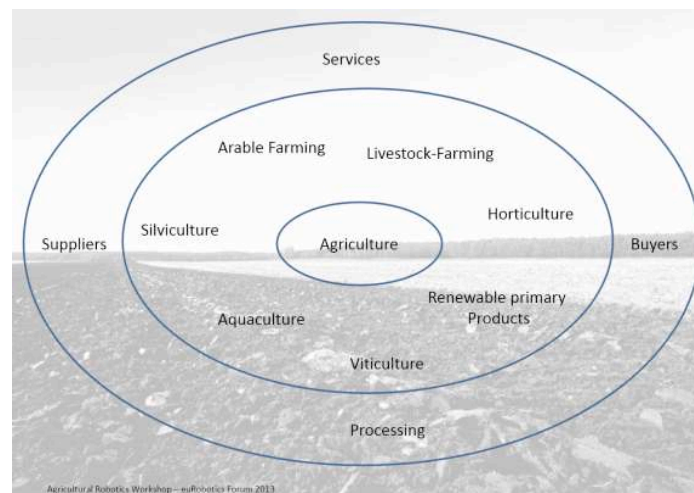 Services
Arable Farming
Livestock-Farming
Horticulture
Silviculture
Suppliers
Agriculture
Buyers
Renewable primary
Products
Aquaculture
Viticulture
Processing
Agricultural Robotics Workshop – euRobotics Forum 2013